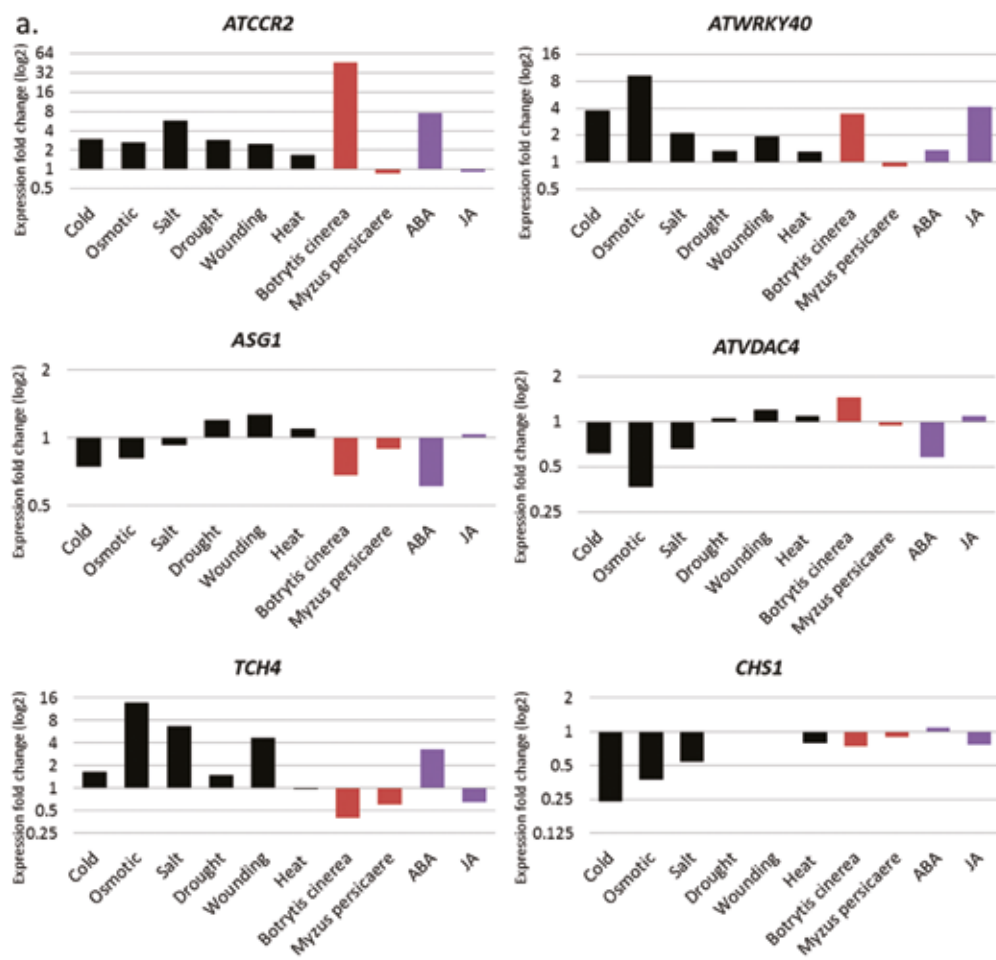 a.
ATCCR2
Expression fold change (log2)
64
32
16
8
4
2
1
0.5
Cold
Osmotic
Salt
Drought
Wounding
Heat
Botrytis cinerea
Myzus persicaere
ABA
JA
ATWRKY40
Expression fold change (log2)
16
8
4
2
1
0.5
Cold
Osmotic
Salt
Drought
Wounding
Heat
Botrytis cinerea
Myzus persicaere
ABA
JA
ASG1
Expression fold change (log2)
2
1
0.5
Cold
Osmotic
Salt
Drought
Wounding
Heat
Botrytis cinerea
Myzus persicaere
ABA
JA
ATVDAC4
Expression fold change (log2)
2
1
0.5
0.25
Cold
Osmotic
Salt
Drought
Wounding
Heat
Botrytis cinerea
Myzus persicaere
ABA
JA
TCH4
Expression fold change (log2)
16
8
4
2
1
0.5
0.25
Cold
Osmotic
Salt
Drought
Wounding
Heat
Botrytis cinerea
Myzus persicaere
ABA
JA
CHS1
Expression fold change (log2)
2
1
0.5
0.25
0.125
Cold
Osmotic
Salt
Drought
Wounding
Heat
Botrytis cinerea
Myzus persicaere
ABA
JA